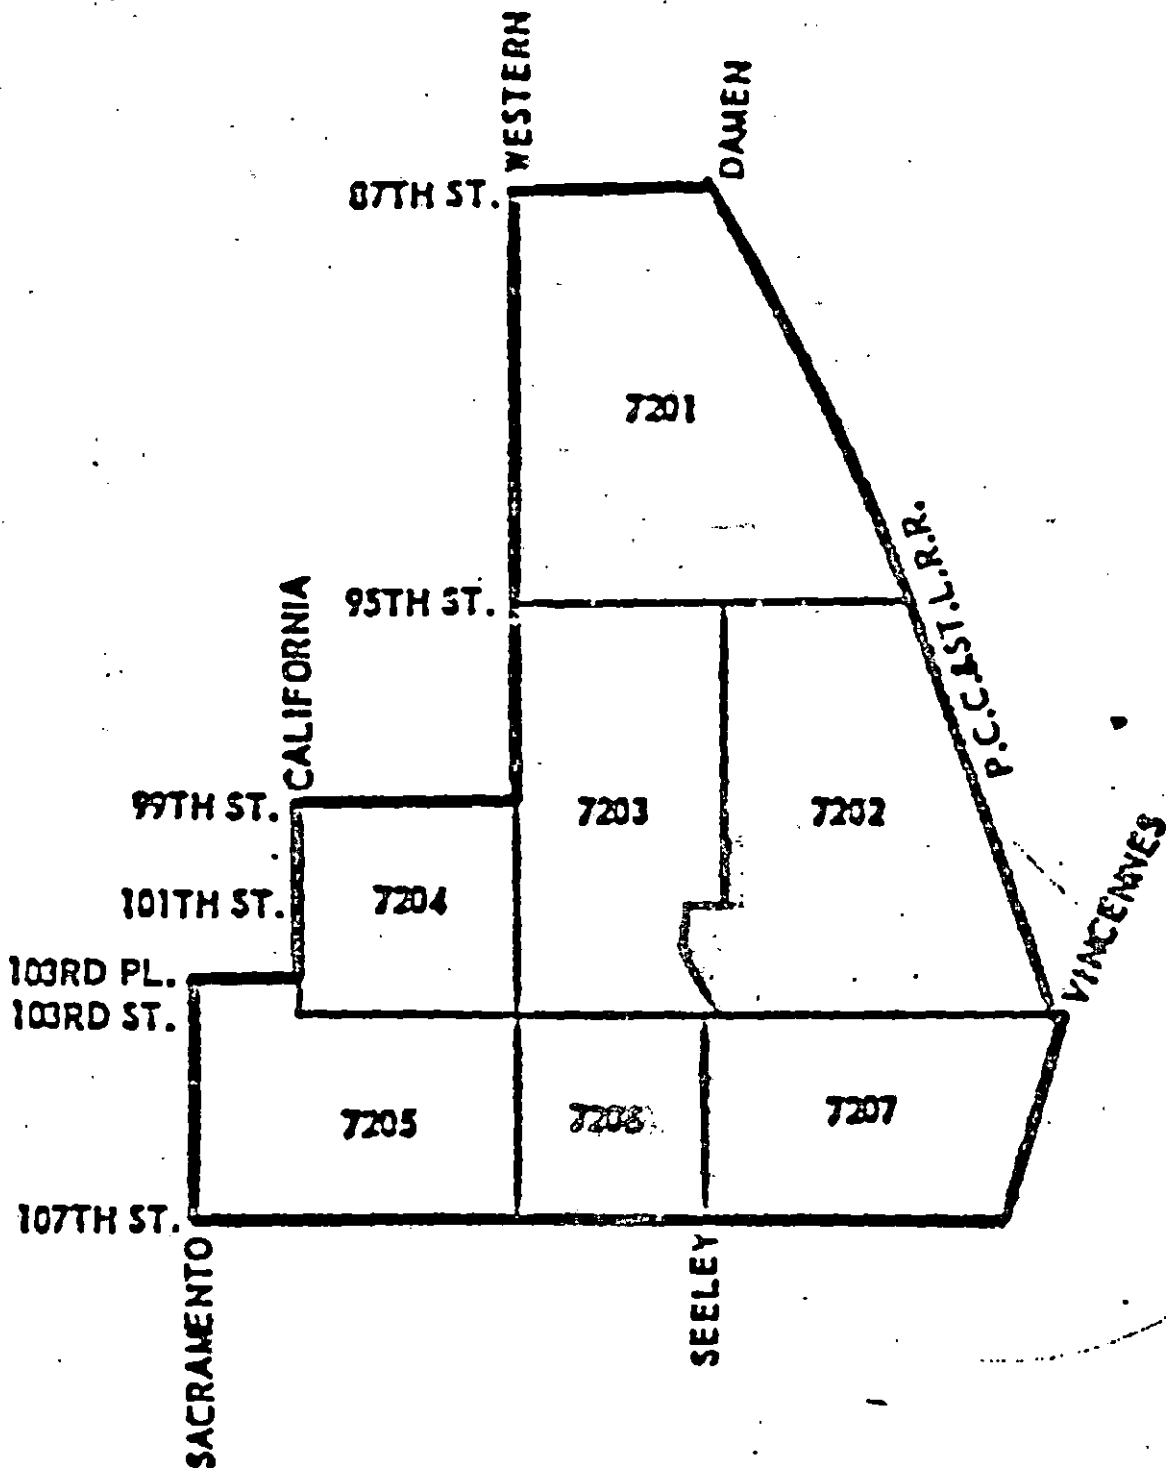 WESTERN
DAMEN
87TH ST.
7201
P.C.C.&ST.L.R.R.
95TH ST.
CALIFORNIA
99TH ST.
7203
7202
VINCENNES
101TH ST.
7204
103RD PL.
103RD ST.
7205
7206
7207
107TH ST.
SACRAMENTO
SEELEY